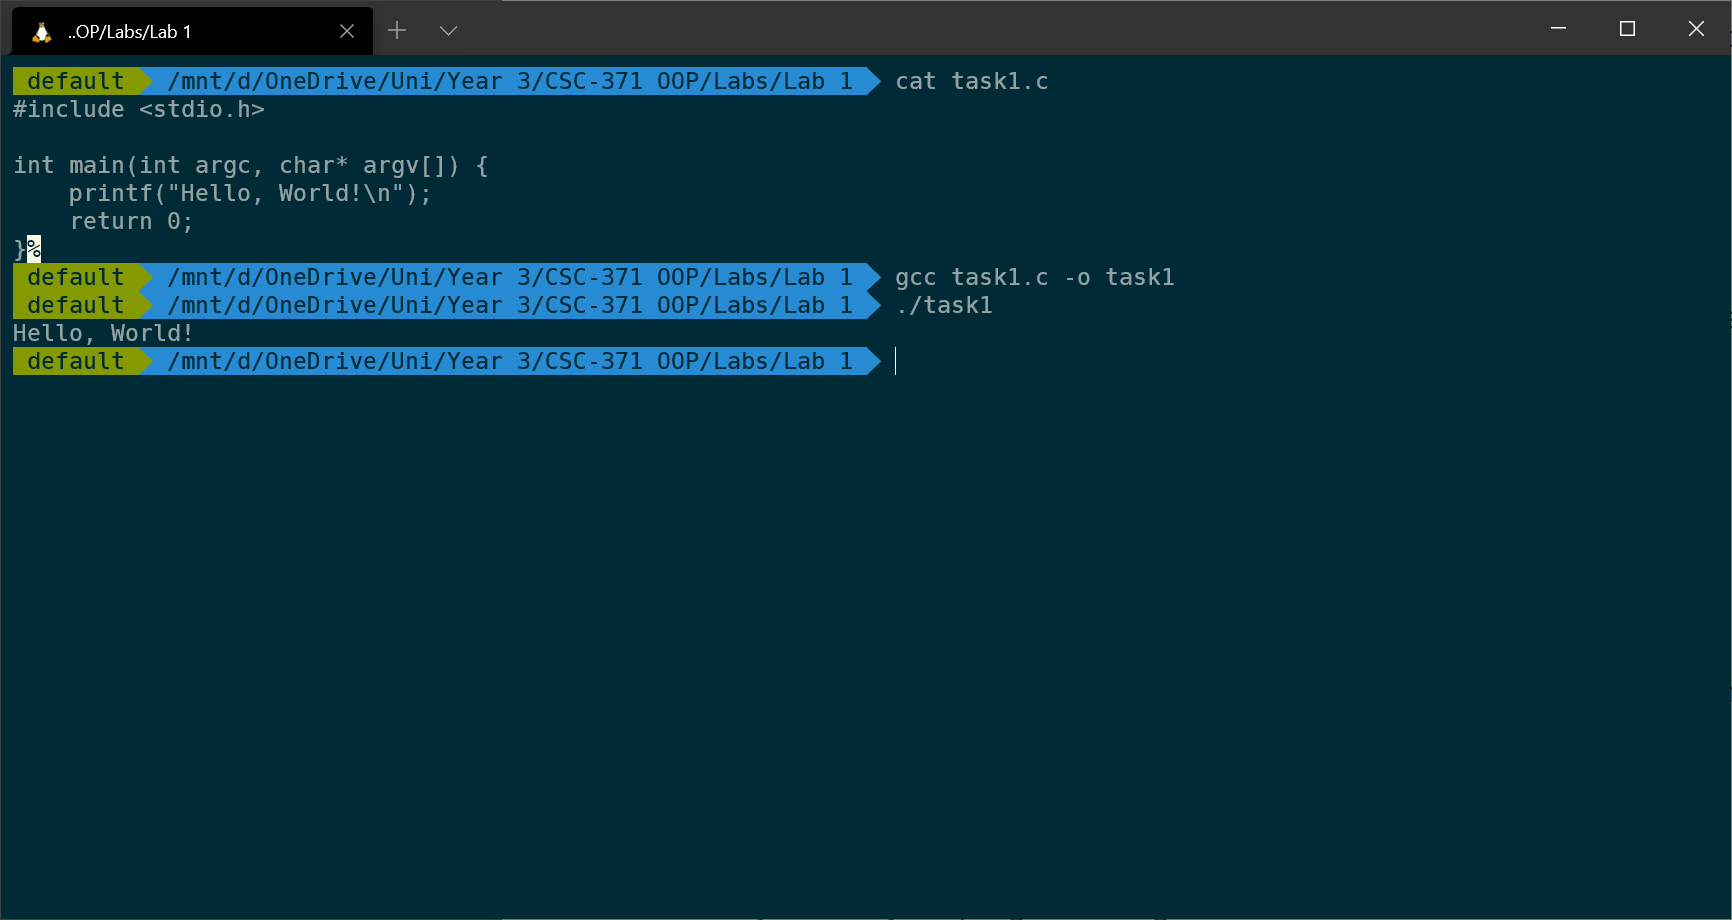 ..OP/Labs/Lab 1
default /mnt/d/OneDrive/Uni/Year 3/CSC-371 OOP/Labs/Lab 1 cat task1.c
#include <stdio.h>

int main(int argc, char* argv[]) {
    printf("Hello, World!\n");
    return 0;
}%
default /mnt/d/OneDrive/Uni/Year 3/CSC-371 OOP/Labs/Lab 1 gcc task1.c -o task1
default /mnt/d/OneDrive/Uni/Year 3/CSC-371 OOP/Labs/Lab 1 ./task1
Hello, World!
default /mnt/d/OneDrive/Uni/Year 3/CSC-371 OOP/Labs/Lab 1